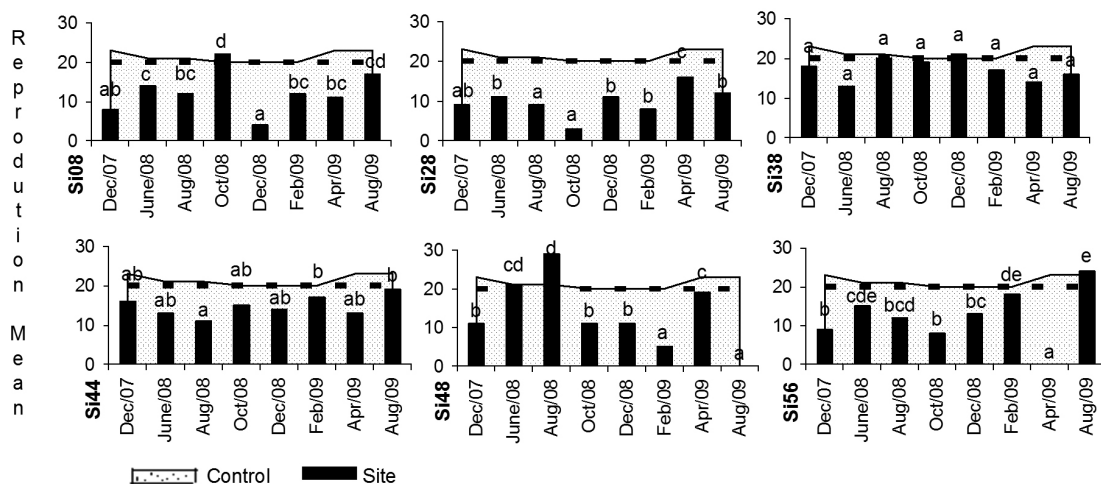 Reproduction Mean
30
20
10
0
ab
c
bc
d
a
bc
bc
cd
Si08
Dec/07
June/08
Aug/08
Oct/08
Dec/08
Feb/09
Apr/09
Aug/09
30
20
10
0
ab
b
a
a
b
b
c
b
Si28
Dec/07
June/08
Aug/08
Oct/08
Dec/08
Feb/09
Apr/09
Aug/09
30
20
10
0
a
a
a
a
a
a
a
a
Si38
Dec/07
June/08
Aug/08
Oct/08
Dec/08
Feb/09
Apr/09
Aug/09
30
20
10
0
ab
ab
a
ab
ab
b
ab
b
Si44
Dec/07
June/08
Aug/08
Oct/08
Dec/08
Feb/09
Apr/09
Aug/09
30
20
10
0
b
cd
d
b
b
a
c
a
Si48
Dec/07
June/08
Aug/08
Oct/08
Dec/08
Feb/09
Apr/09
Aug/09
30
20
10
0
b
cde
bcd
b
bc
de
a
e
Si56
Dec/07
June/08
Aug/08
Oct/08
Dec/08
Feb/09
Apr/09
Aug/09
Control
Site